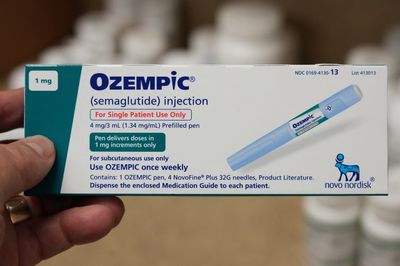 1 mg
NDC 0169-4130-13 List 413013
OZEMPIC®
(semaglutide) injection
For Single Patient Use Only
4 mg/3 mL (1.34 mg/mL) Prefilled pen
Pen delivers doses in
1 mg increments only
For subcutaneous use only
Use OZEMPIC once weekly
Contains: 1 OZEMPIC pen, 4 NovoFine® Plus 32G needles, Product Literature.
Dispense the enclosed Medication Guide to each patient.
OZEMPIC
novo nordisk